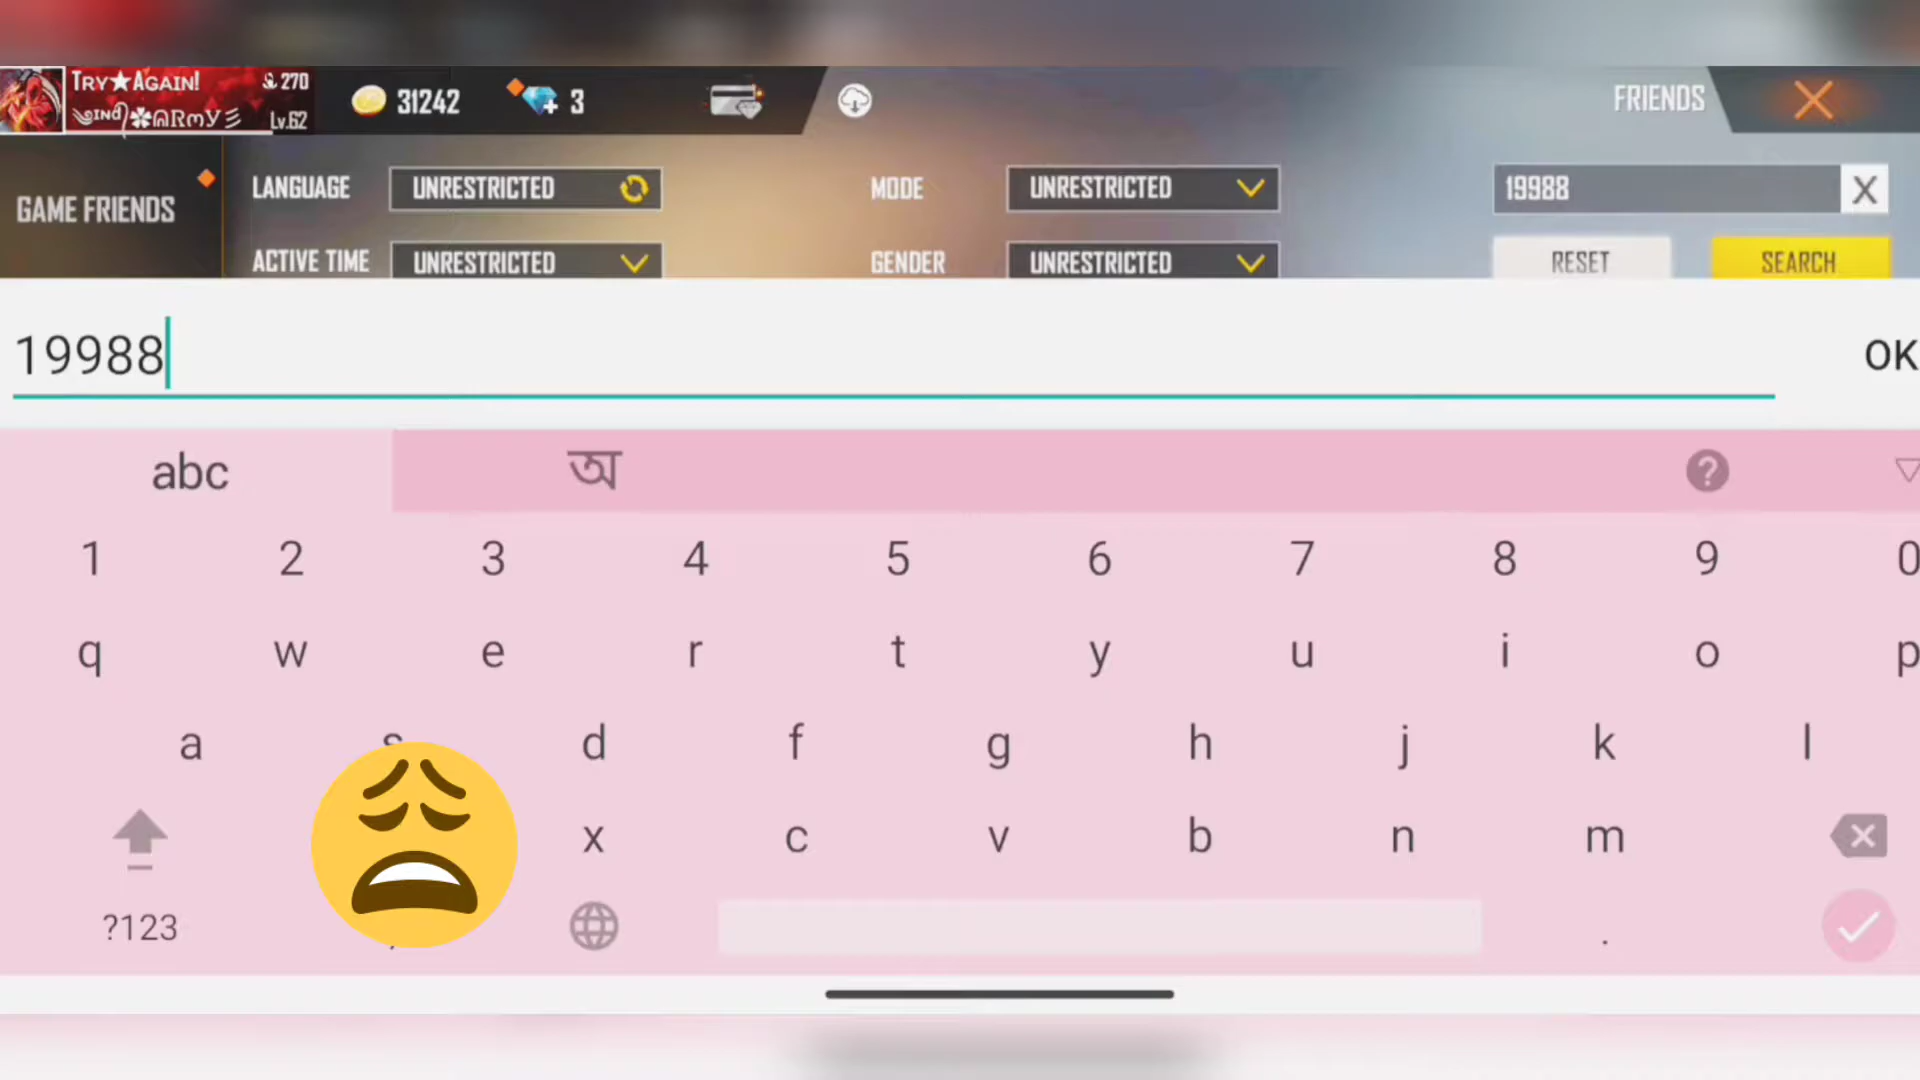 TRY★AGAIN! 270
Lv.62
31242 3
FRIENDS
GAME FRIENDS
LANGUAGE UNRESTRICTED MODE UNRESTRICTED 19988 X
ACTIVE TIME UNRESTRICTED GENDER UNRESTRICTED RESET SEARCH
19988 OK
abc অ ?
1 2 3 4 5 6 7 8 9 0
q w e r t y u i o p
a s d f g h j k l
x c v b n m
?123 , .